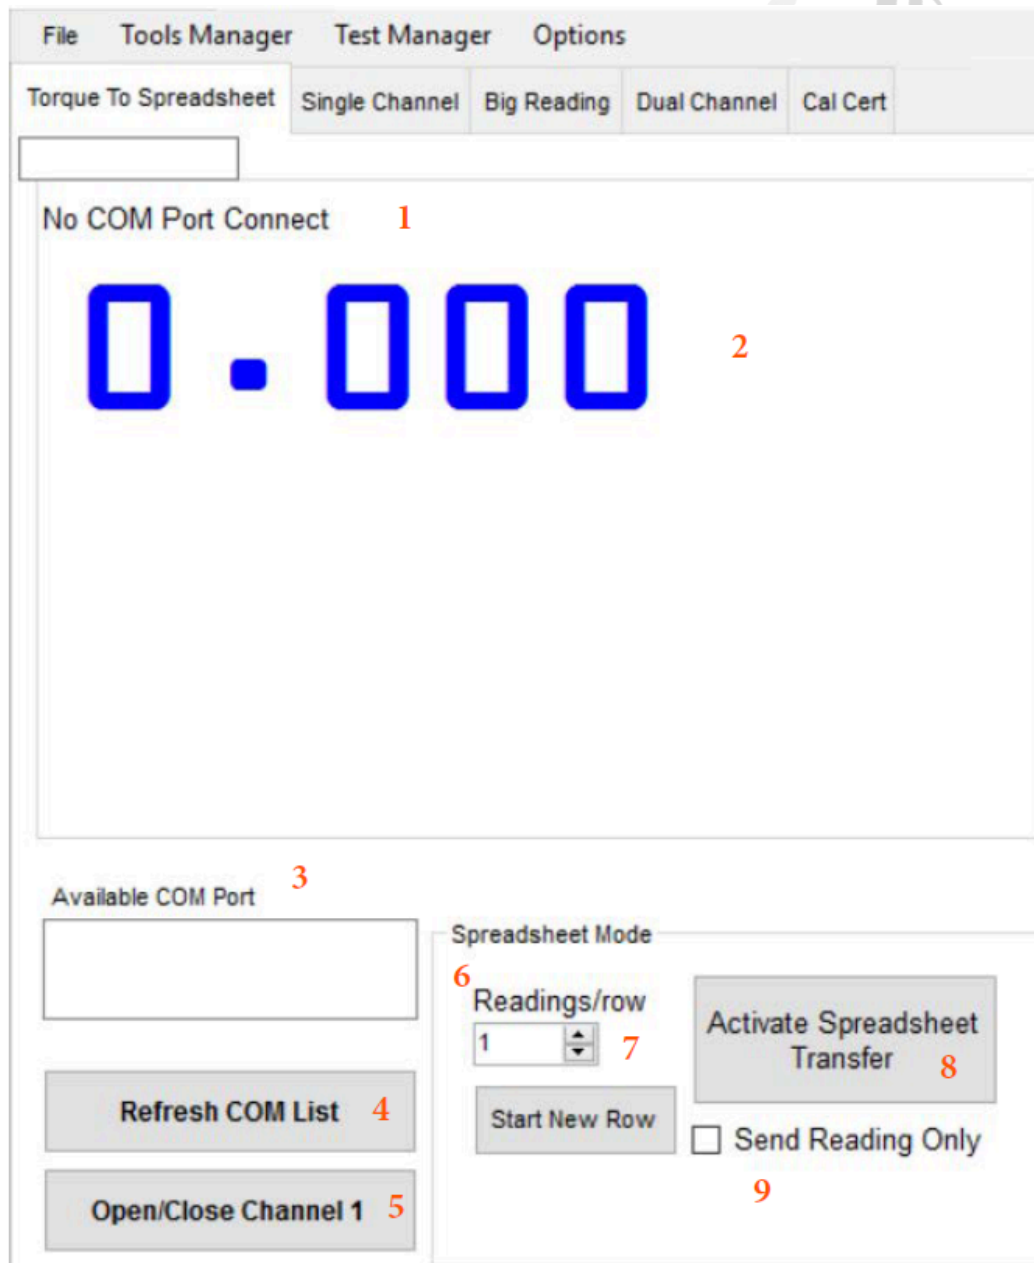 File Tools Manager Test Manager Options
Torque To Spreadsheet Single Channel Big Reading Dual Channel Cal Cert
No COM Port Connect 1
0.000 2
3
Available COM Port
Spreadsheet Mode
6
Readings/row
1 7
Activate Spreadsheet
Transfer 8
Refresh COM List 4
Start New Row
Send Reading Only
9
Open/Close Channel 1 5